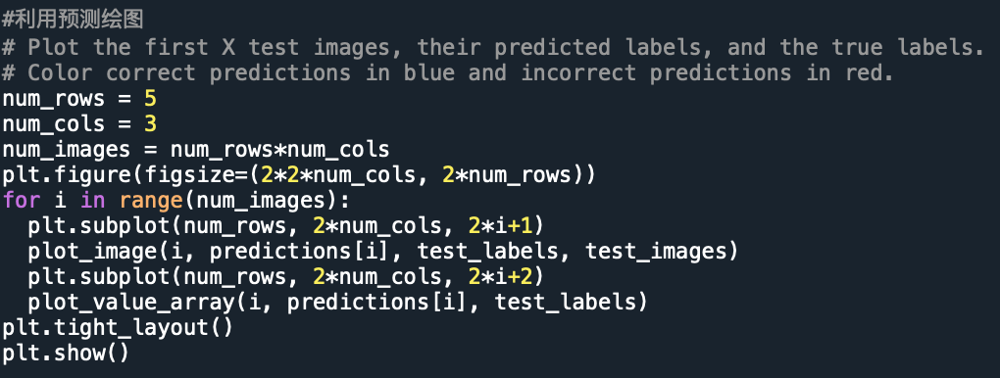 #利用预测绘图
# Plot the first X test images, their predicted labels, and the true labels.
# Color correct predictions in blue and incorrect predictions in red.
num_rows = 5
num_cols = 3
num_images = num_rows*num_cols
plt.figure(figsize=(2*2*num_cols, 2*num_rows))
for i in range(num_images):
  plt.subplot(num_rows, 2*num_cols, 2*i+1)
  plot_image(i, predictions[i], test_labels, test_images)
  plt.subplot(num_rows, 2*num_cols, 2*i+2)
  plot_value_array(i, predictions[i], test_labels)
plt.tight_layout()
plt.show()